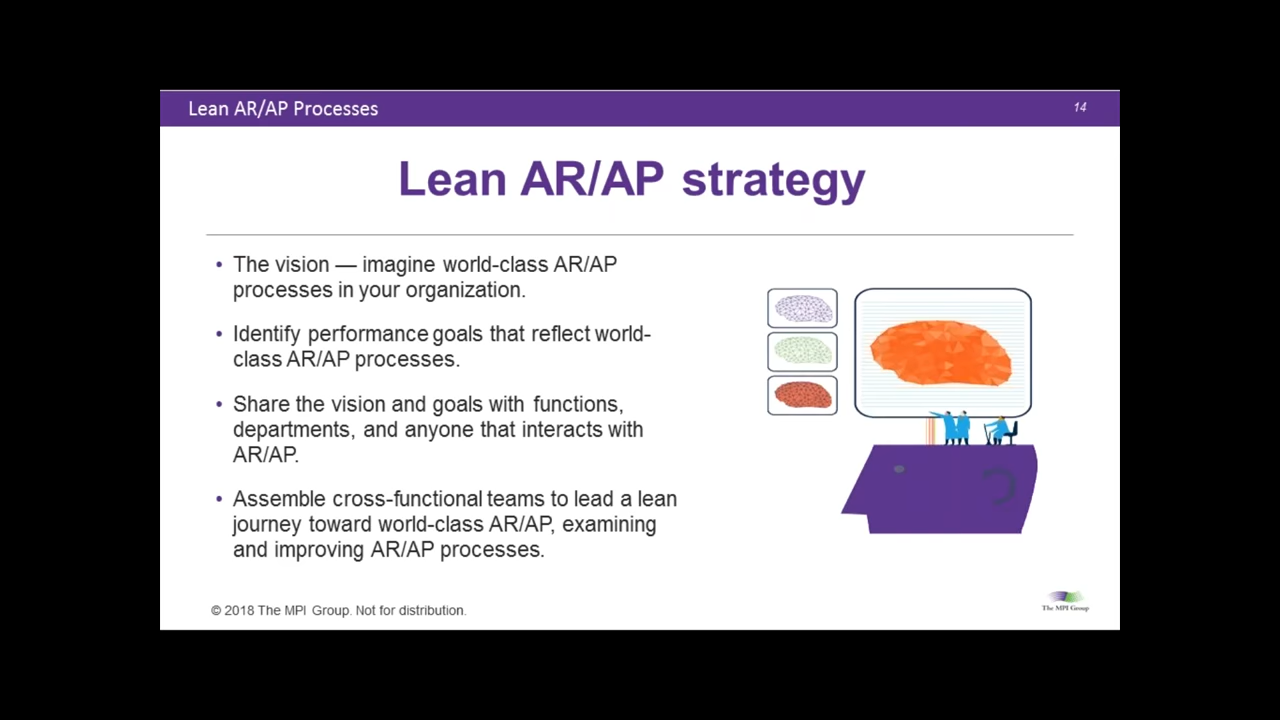 Lean AR/AP Processes
14
Lean AR/AP strategy
• The vision — imagine world-class AR/AP
processes in your organization.
• Identify performance goals that reflect world-
class AR/AP processes.
• Share the vision and goals with functions,
departments, and anyone that interacts with
AR/AP.
• Assemble cross-functional teams to lead a lean
journey toward world-class AR/AP, examining
and improving AR/AP processes.
© 2018 The MPI Group. Not for distribution.
The MPI Group